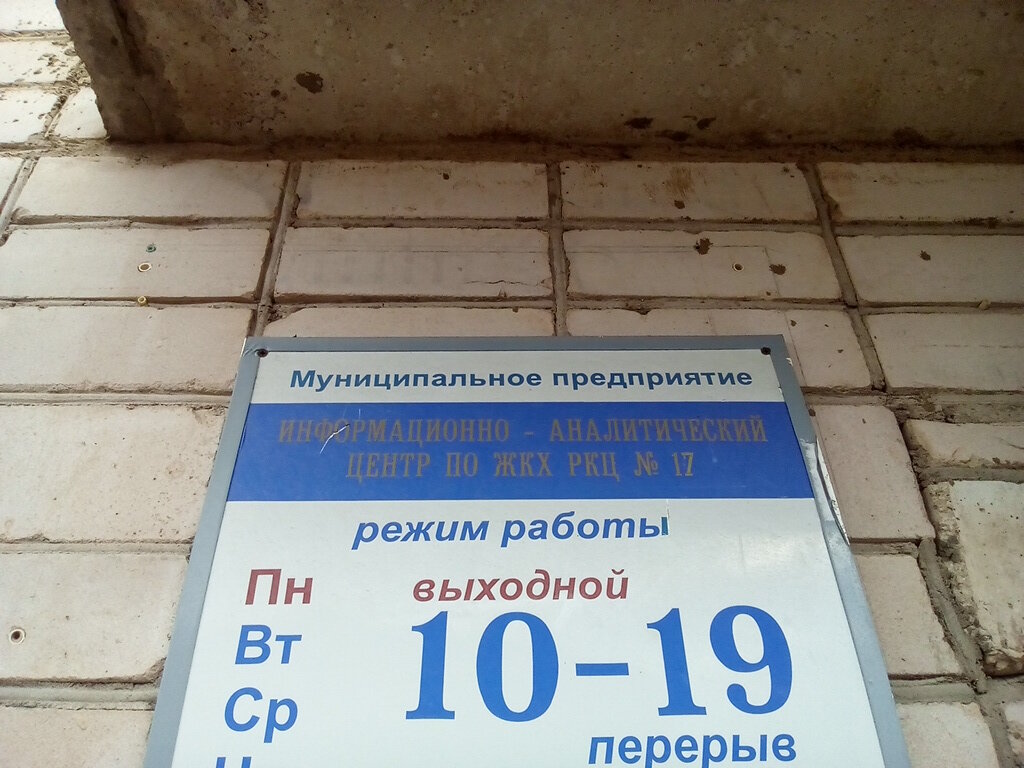 Муниципальное предприятие
ИНФОРМАЦИОННО - АНАЛИТИЧЕСКИЙ
ЦЕНТР ПО ЖКХ РКЦ № 17
режим работы
Пн выходной
Вт 10-19
Ср
перерыв